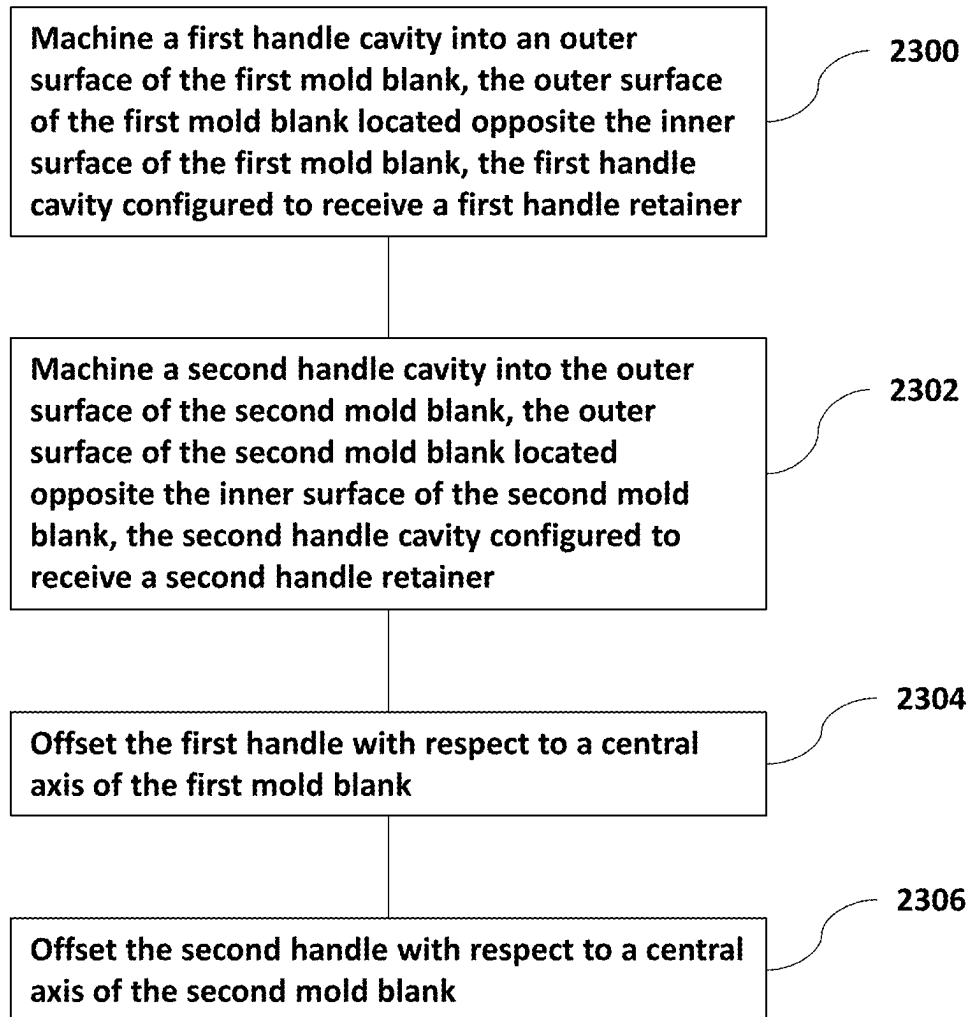 Machine a first handle cavity into an outer
surface of the first mold blank, the outer surface
of the first mold blank located opposite the inner
surface of the first mold blank, the first handle
cavity configured to receive a first handle retainer
2300
Machine a second handle cavity into the outer
surface of the second mold blank, the outer
surface of the second mold blank located
opposite the inner surface of the second mold
blank, the second handle cavity configured to
receive a second handle retainer
2302
Offset the first handle with respect to a central
axis of the first mold blank
2304
Offset the second handle with respect to a central
axis of the second mold blank
2306